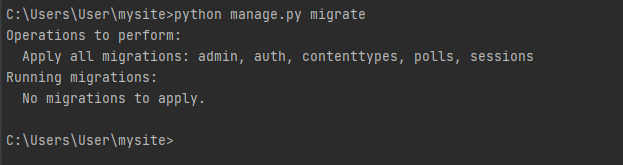 C:\Users\User\mysite>python manage.py migrate
Operations to perform:
  Apply all migrations: admin, auth, contenttypes, polls, sessions
Running migrations:
  No migrations to apply.
C:\Users\User\mysite>